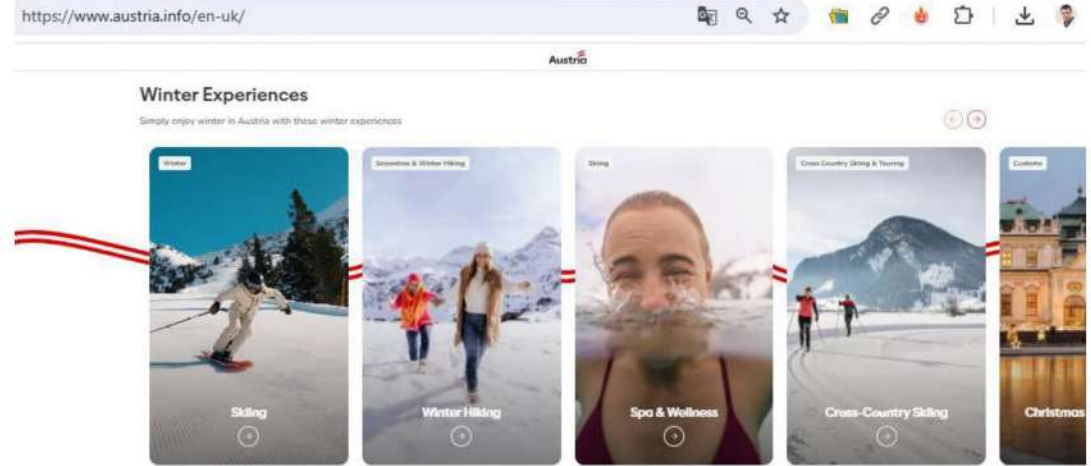 https://www.austria.info/en-uk/
Austria
Winter Experiences
Simply enjoy winter in Austria with these winter experiences
Winter
Snowshoe & Winter Hiking
Skiing
Cross Country Skiing & Touring
Customs
Skiing
Winter Hiking
Spa & Wellness
Cross-Country Skiing
Christmas